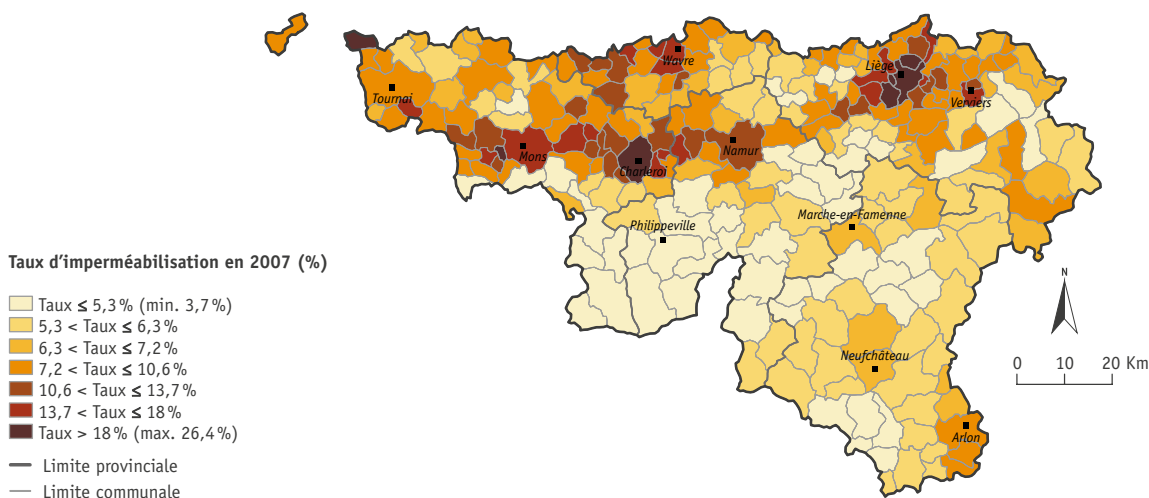 Wavre
Liège
Tournai
Verviers
Mons
Namur
Charleroi
Marche-en-Famenne
Philippeville
Taux d'imperméabilisation en 2007 (%)
Taux ≤ 5,3 % (min. 3,7 %)
5,3 < Taux ≤ 6,3 %
6,3 < Taux ≤ 7,2 %
7,2 < Taux ≤ 10,6 %
10,6 < Taux ≤ 13,7 %
13,7 < Taux ≤ 18 %
Taux > 18 % (max. 26,4 %)
Limite provinciale
Limite communale
N
Neufchâteau
0 10 20 Km
Arlon